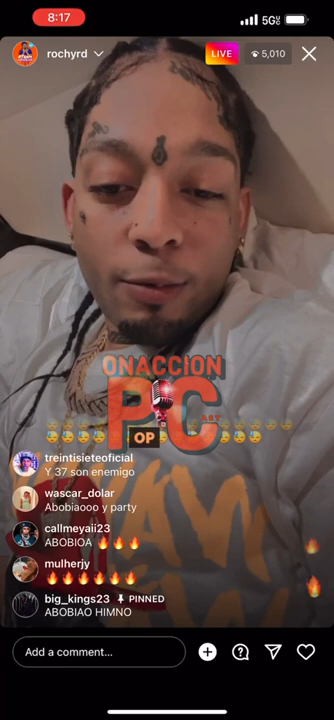 8:17
5G
rochyrd
LIVE
5,010
ONACCION
PC
OP
treintisieteoficial
Y 37 son enemigo
wascar_dolar
Abobiaooo y party
callmeyaii23
ABOBIOA 🔥🔥🔥
mulherjy
🔥🔥🔥🔥🔥🔥
big_kings23 📌 PINNED
ABOBIAO HIMNO
Add a comment...